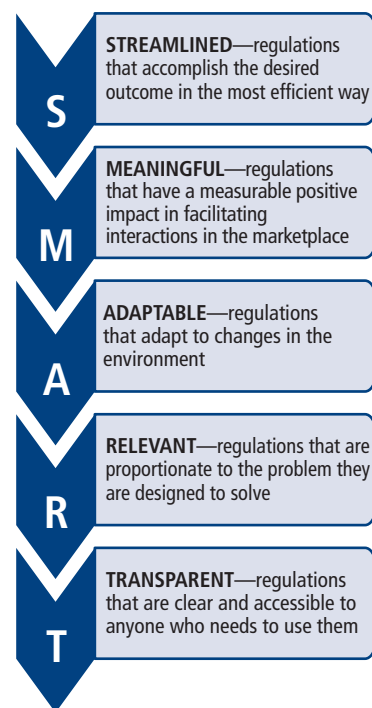 S
STREAMLINED—regulations
that accomplish the desired
outcome in the most efficient way
M
MEANINGFUL—regulations
that have a measurable positive
impact in facilitating
interactions in the marketplace
A
ADAPTABLE—regulations
that adapt to changes in the
environment
R
RELEVANT—regulations that are
proportionate to the problem they
are designed to solve
T
TRANSPARENT—regulations
that are clear and accessible to
anyone who needs to use them